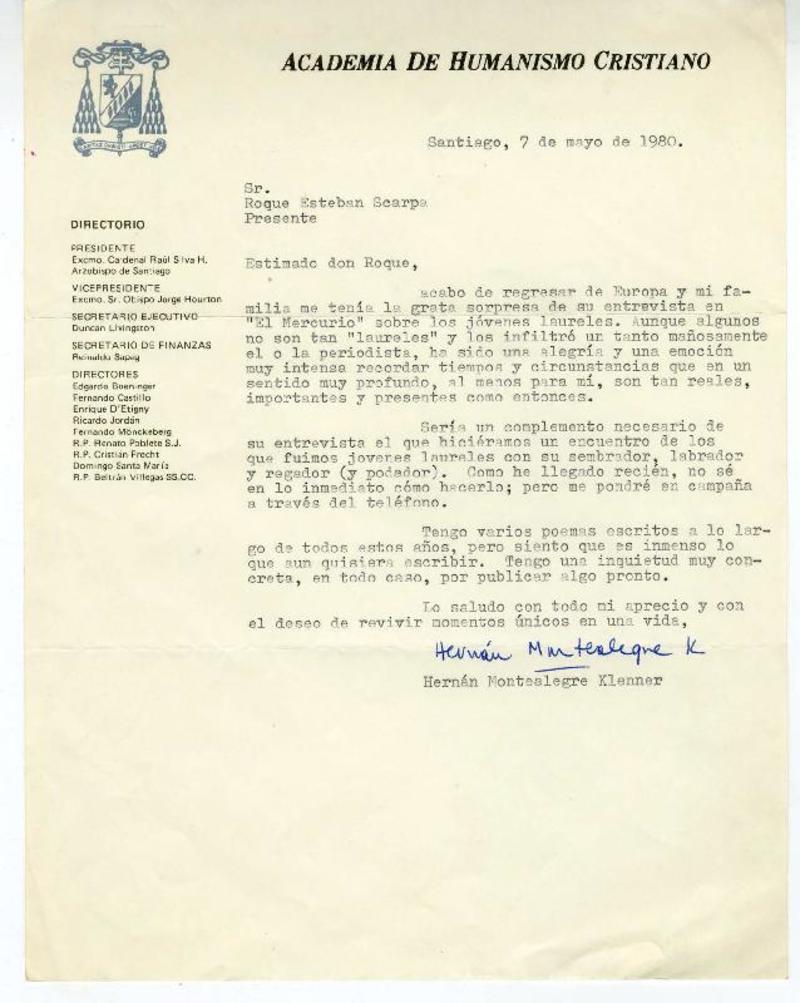 ACADEMIA DE HUMANISMO CRISTIANO
Santiago, 7 de mayo de 1980.
Sr.
Roque Esteban Scarpa
Presente
DIRECTORIO
PRESIDENTE
Excmo. Cardenal Raúl Silva H.
Arzobispo de Santiago
VICEPRESIDENTE
Excmo. Sr. Obispo Jorge Hourton
SECRETARIO EJECUTIVO
Duncan Livingston
SECRETARIO DE FINANZAS
Reinaldo Sapag
DIRECTORES
Edgardo Boeninger
Fernando Castillo
Enrique D'Etigny
Ricardo Jordán
Fernando Mönckeberg
R.P. Renato Poblete S.J.
R.P. Cristián Precht
Domingo Santa María
R.P. Beltrán Villegas SS.CC.
Estimado don Roque,
acabo de regresar de Europa y mi fa-
milia me tenía la grata sorpresa de su entrevista en
"El Mercurio" sobre los jóvenes laureles. Aunque algunos
no son tan "laureles" y los infiltró un tanto mañosamente
el o la periodista, ha sido una alegría y una emoción
muy intensa recordar tiempos y circunstancias que en un
sentido muy profundo, al menos para mí, son tan reales,
importantes y presentes como entonces.
Sería un complemento necesario de
su entrevista el que hiciéramos un encuentro de los
que fuimos jovenes laureles con su sembrador, labrador
y regador (y podador). Como he llegado recién, no sé
en lo inmediato cómo hacerlo; pero me pondré en campaña
a través del teléfono.
Tengo varios poemas escritos a lo lar-
go de todos estos años, pero siento que es inmenso lo
que aun quisiera escribir. Tengo una inquietud muy con-
creta, en todo caso, por publicar algo pronto.
Lo saludo con todo mi aprecio y con
el deseo de revivir momentos únicos en una vida,
Hernán Montealegre K
Hernán Montealegre Klenner